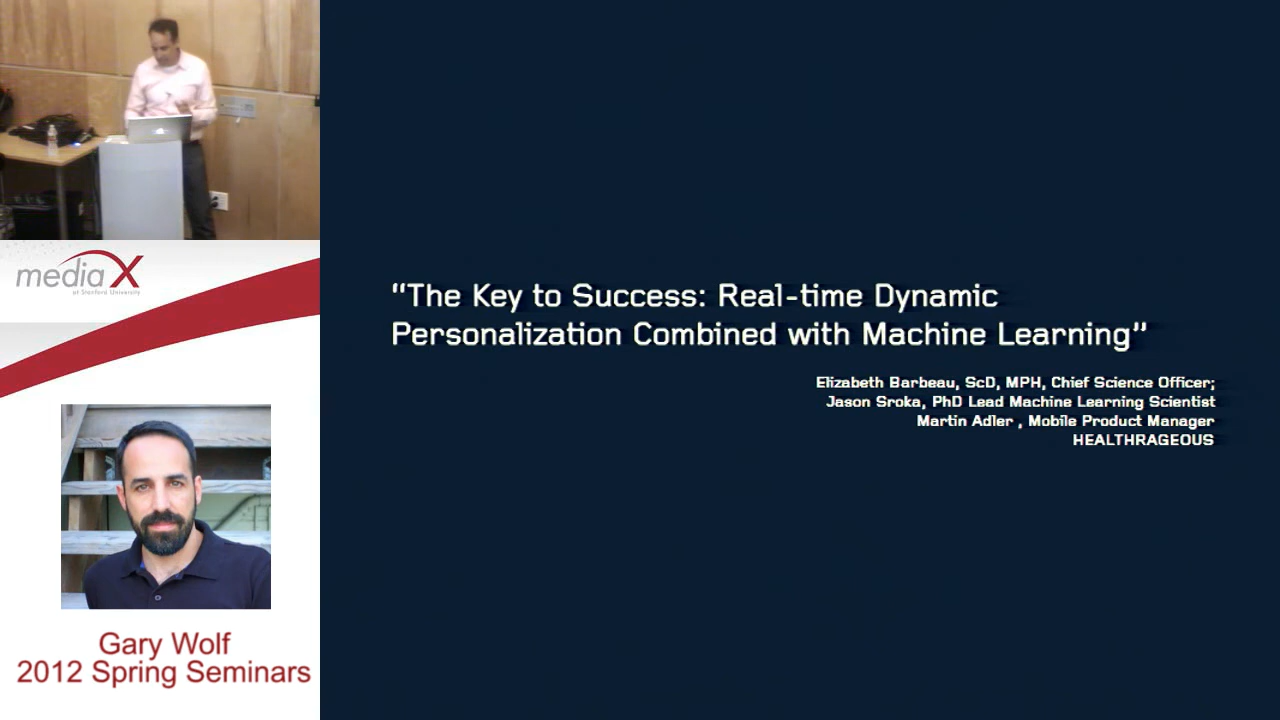 media X
at Stanford University
Gary Wolf
2012 Spring Seminars
"The Key to Success: Real-time Dynamic
Personalization Combined with Machine Learning"
Elizabeth Barbeau, ScD, MPH, Chief Science Officer;
Jason Sroka, PhD Lead Machine Learning Scientist
Martin Adler , Mobile Product Manager
HEALTHRAGEOUS